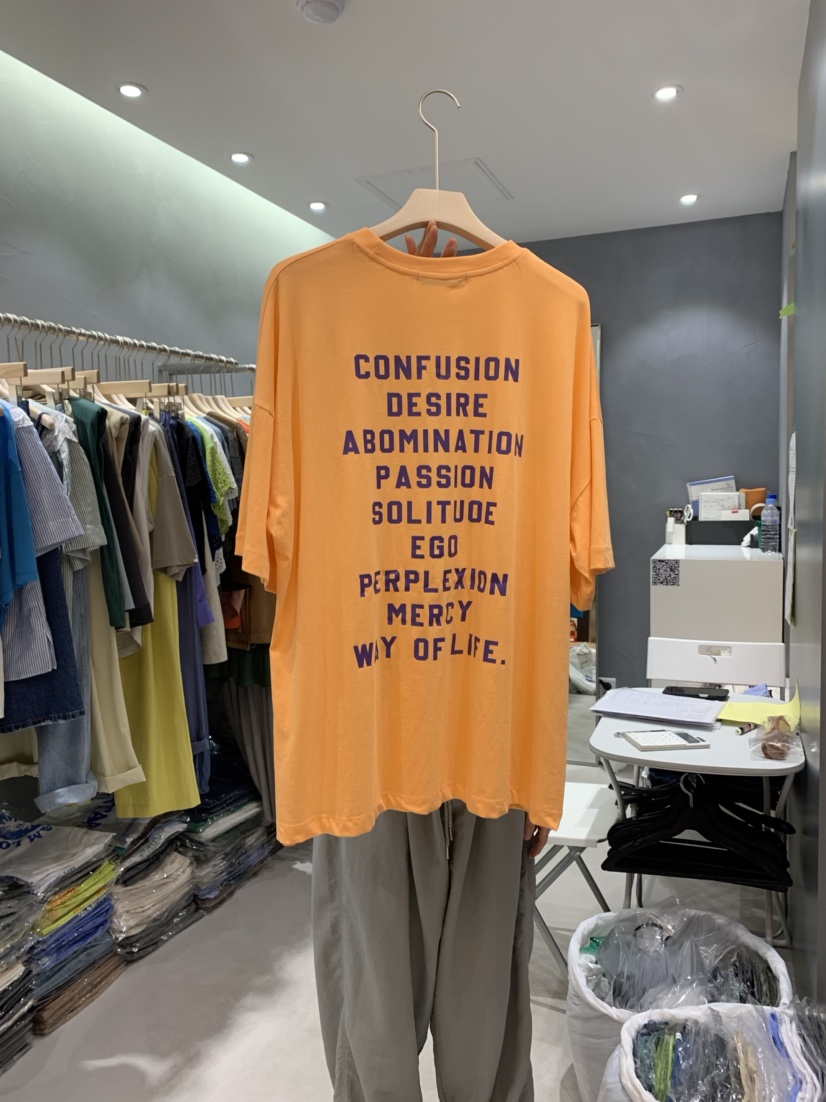 CONFUSION
DESIRE
ABOMINATION
PASSION
SOLITUDE
EGO
PERPLEXION
MERCY
WAY OF LIFE.